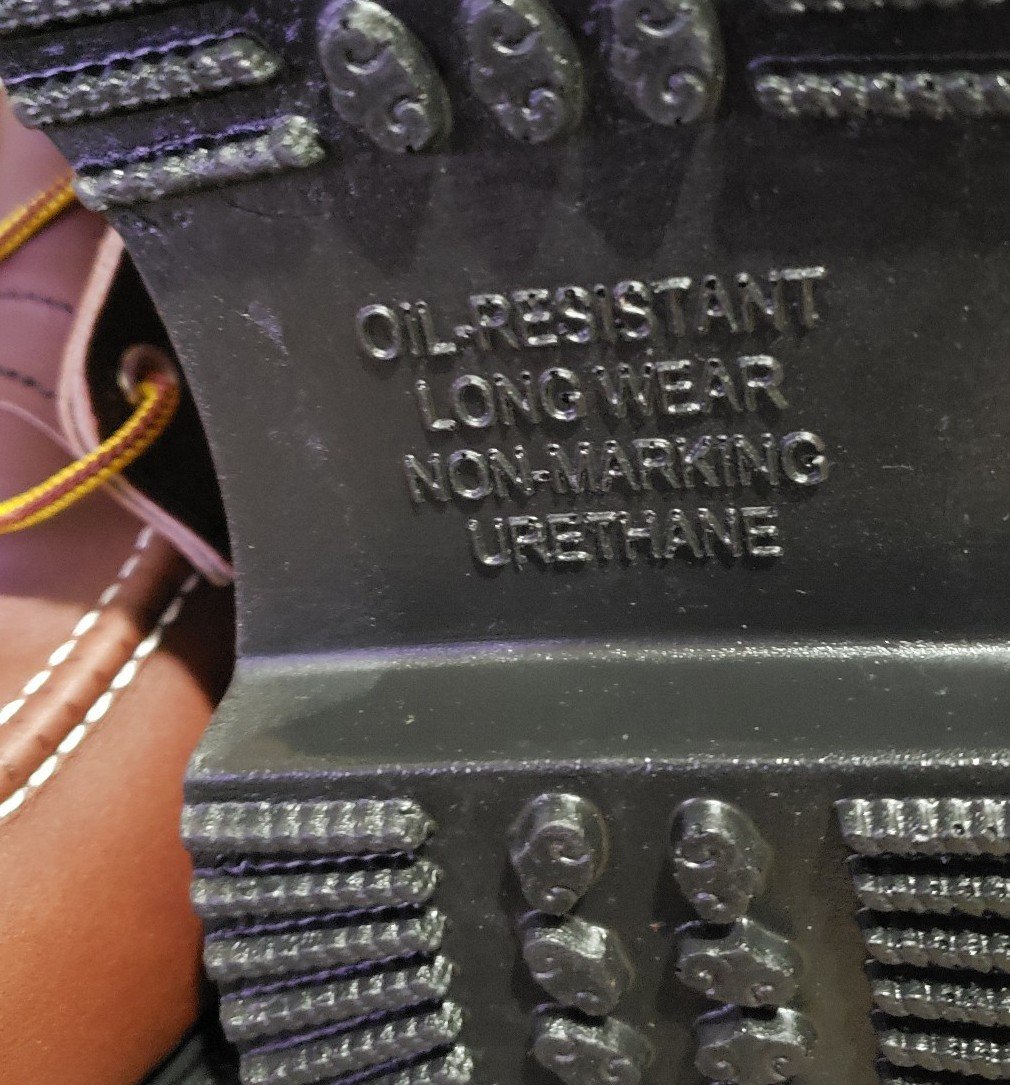 OIL-RESISTANT
LONG WEAR
NON-MARKING
URETHANE